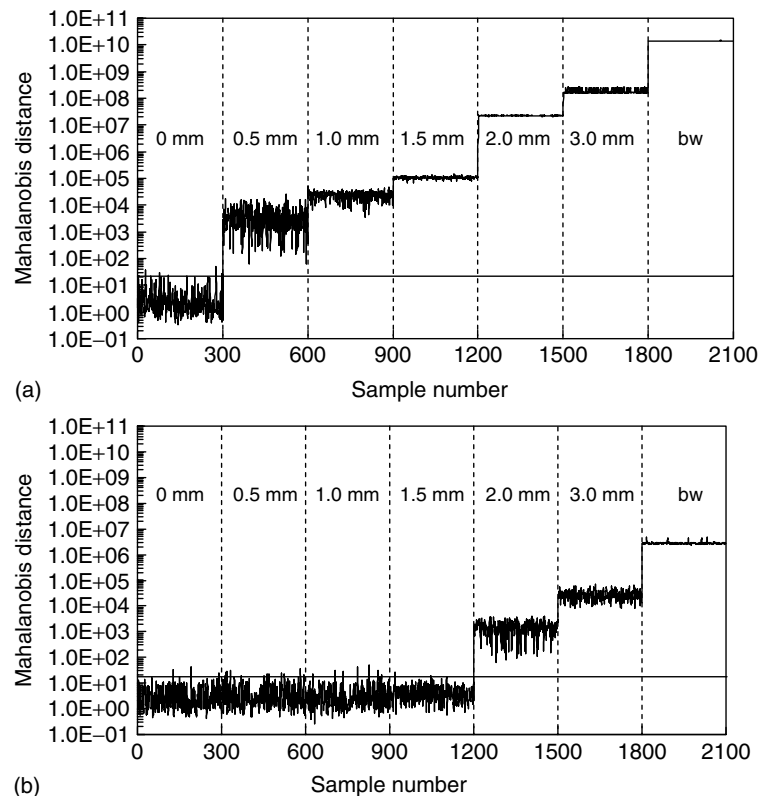 1.0E+11
1.0E+10
1.0E+09
1.0E+08
1.0E+07
1.0E+06
1.0E+05
1.0E+04
1.0E+03
1.0E+02
1.0E+01
1.0E+00
1.0E−01
Mahalanobis distance
0 mm 0.5 mm 1.0 mm 1.5 mm 2.0 mm 3.0 mm bw
0 300 600 900 1200 1500 1800 2100
(a) Sample number
1.0E+11
1.0E+10
1.0E+09
1.0E+08
1.0E+07
1.0E+06
1.0E+05
1.0E+04
1.0E+03
1.0E+02
1.0E+01
1.0E+00
1.0E−01
Mahalanobis distance
0 mm 0.5 mm 1.0 mm 1.5 mm 2.0 mm 3.0 mm bw
0 300 600 900 1200 1500 1800 2100
(b) Sample number